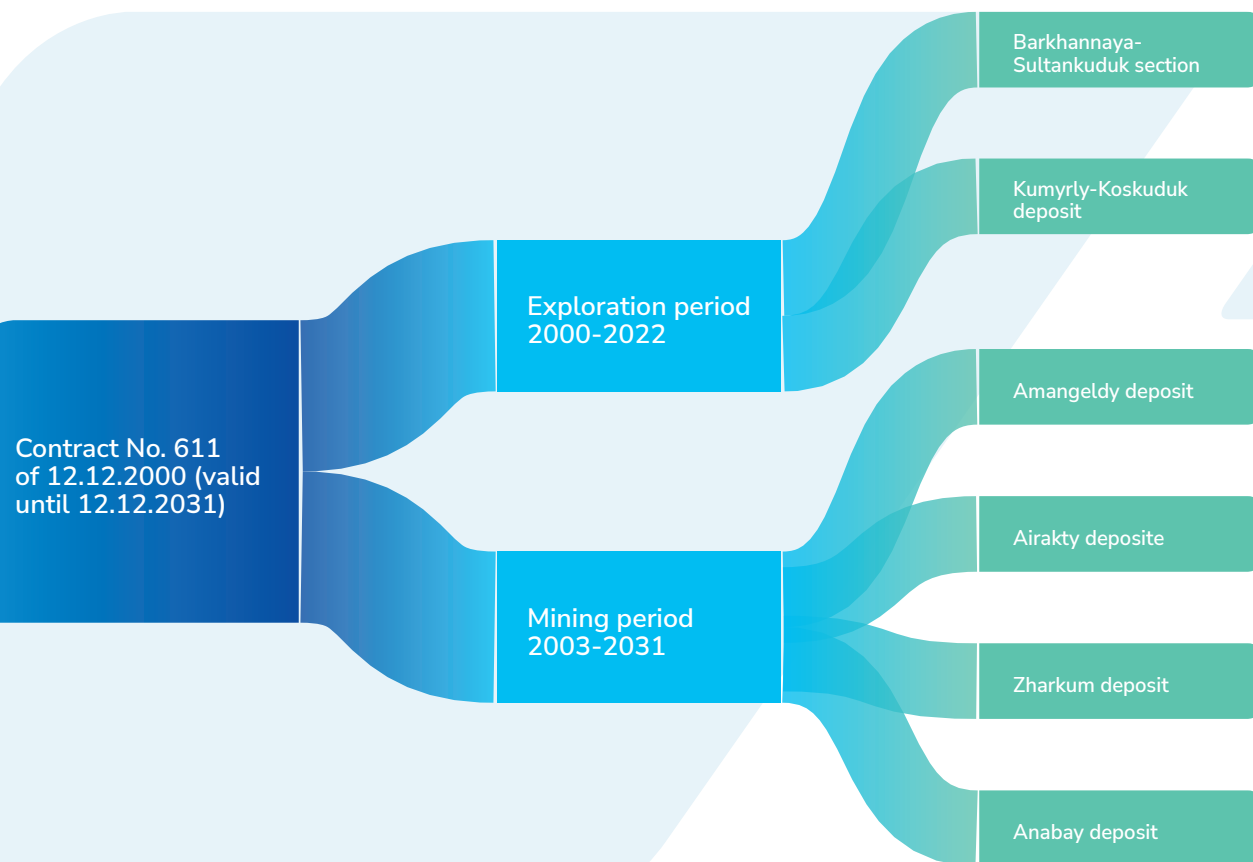 Contract No. 611
of 12.12.2000 (valid
until 12.12.2031)
Exploration period
2000-2022
Mining period
2003-2031
Barkhannaya-
Sultankuduk section
Kumyrly-Koskuduk
deposit
Amangeldy deposit
Airakty deposite
Zharkum deposit
Anabay deposit